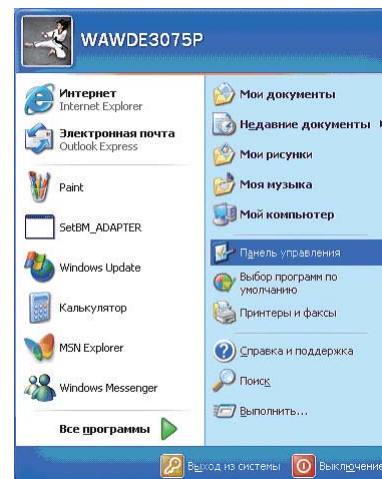 WAWDE3075P
Интернет
Internet Explorer
Электронная почта
Outlook Express
Paint
SetBM_ADAPTER
Windows Update
Калькулятор
MSN Explorer
Windows Messenger
Все программы
Мои документы
Недавние документы
Мои рисунки
Моя музыка
Мой компьютер
Панель управления
Выбор программ по
умолчанию
Принтеры и факсы
Справка и поддержка
Поиск
Выполнить...
Выход из системы
Выключение